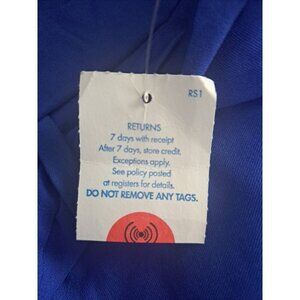 RS1
RETURNS
7 days with receipt
After 7 days, store credit.
Exceptions apply.
See policy posted
at registers for details.
DO NOT REMOVE ANY TAGS.